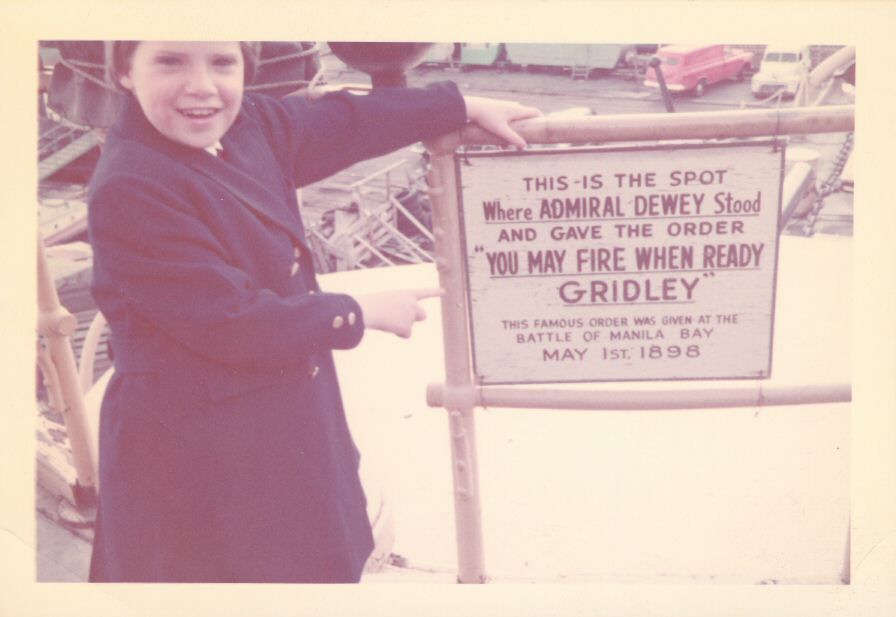 THIS-IS THE SPOT
Where ADMIRAL DEWEY Stood
AND GAVE THE ORDER
"YOU MAY FIRE WHEN READY
GRIDLEY"
THIS FAMOUS ORDER WAS GIVEN AT THE
BATTLE OF MANILA BAY
MAY 1ST. 1898